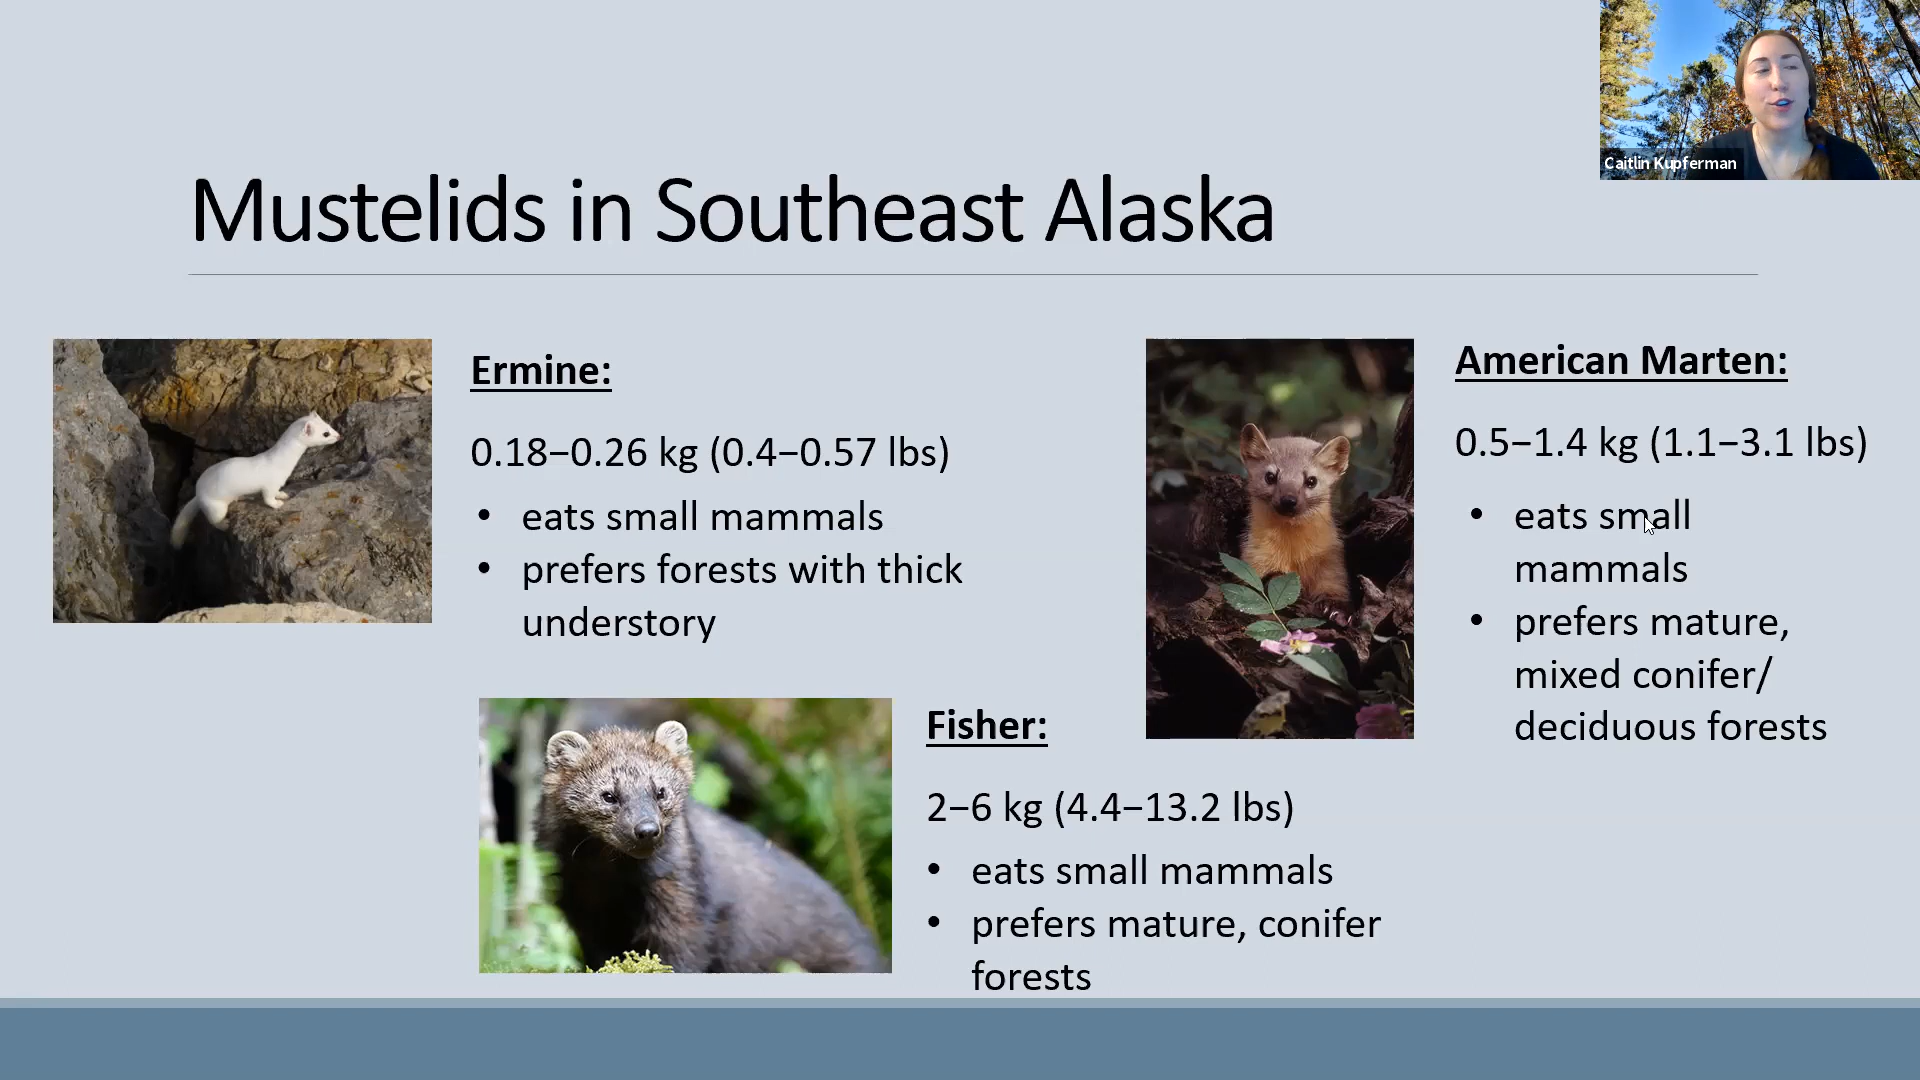 Caitlin Kupferman
Mustelids in Southeast Alaska
Ermine:
0.18–0.26 kg (0.4–0.57 lbs)
• eats small mammals
• prefers forests with thick
understory
American Marten:
0.5–1.4 kg (1.1–3.1 lbs)
• eats small
mammals
• prefers mature,
mixed conifer/
deciduous forests
Fisher:
2–6 kg (4.4–13.2 lbs)
• eats small mammals
• prefers mature, conifer
forests